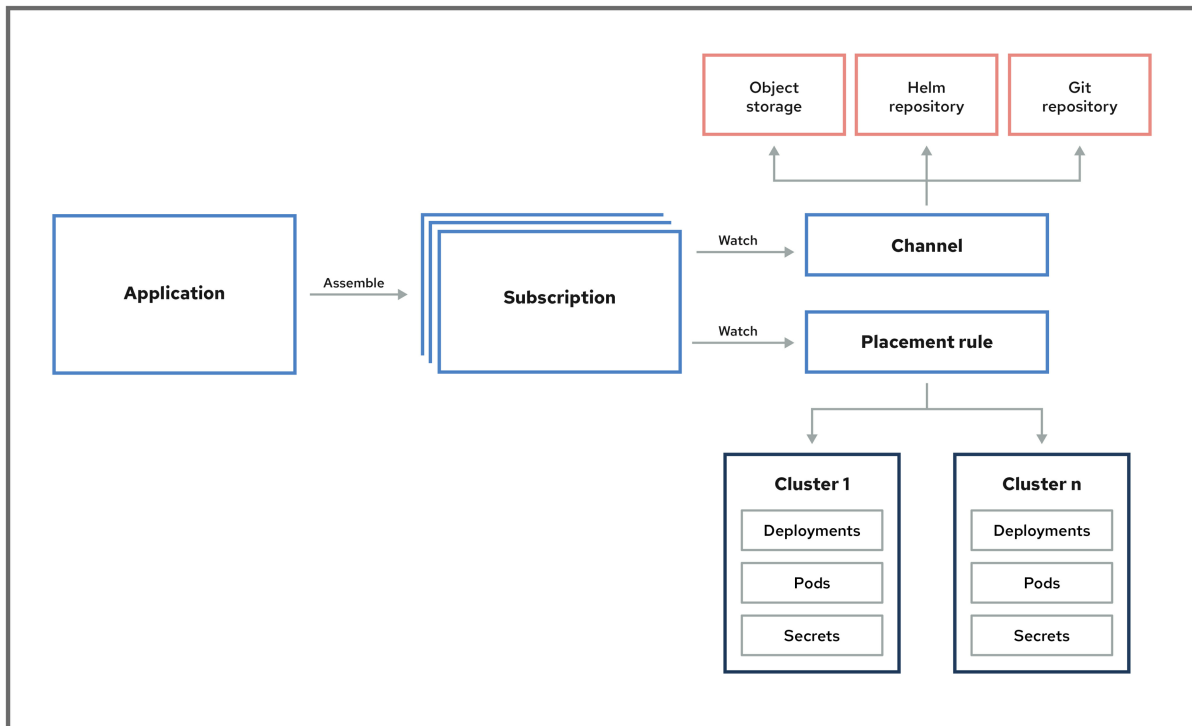 Object
storage
Helm
repository
Git
repository
Application
Assemble
Subscription
Watch
Channel
Watch
Placement rule
Cluster 1
Deployments
Pods
Secrets
Cluster n
Deployments
Pods
Secrets